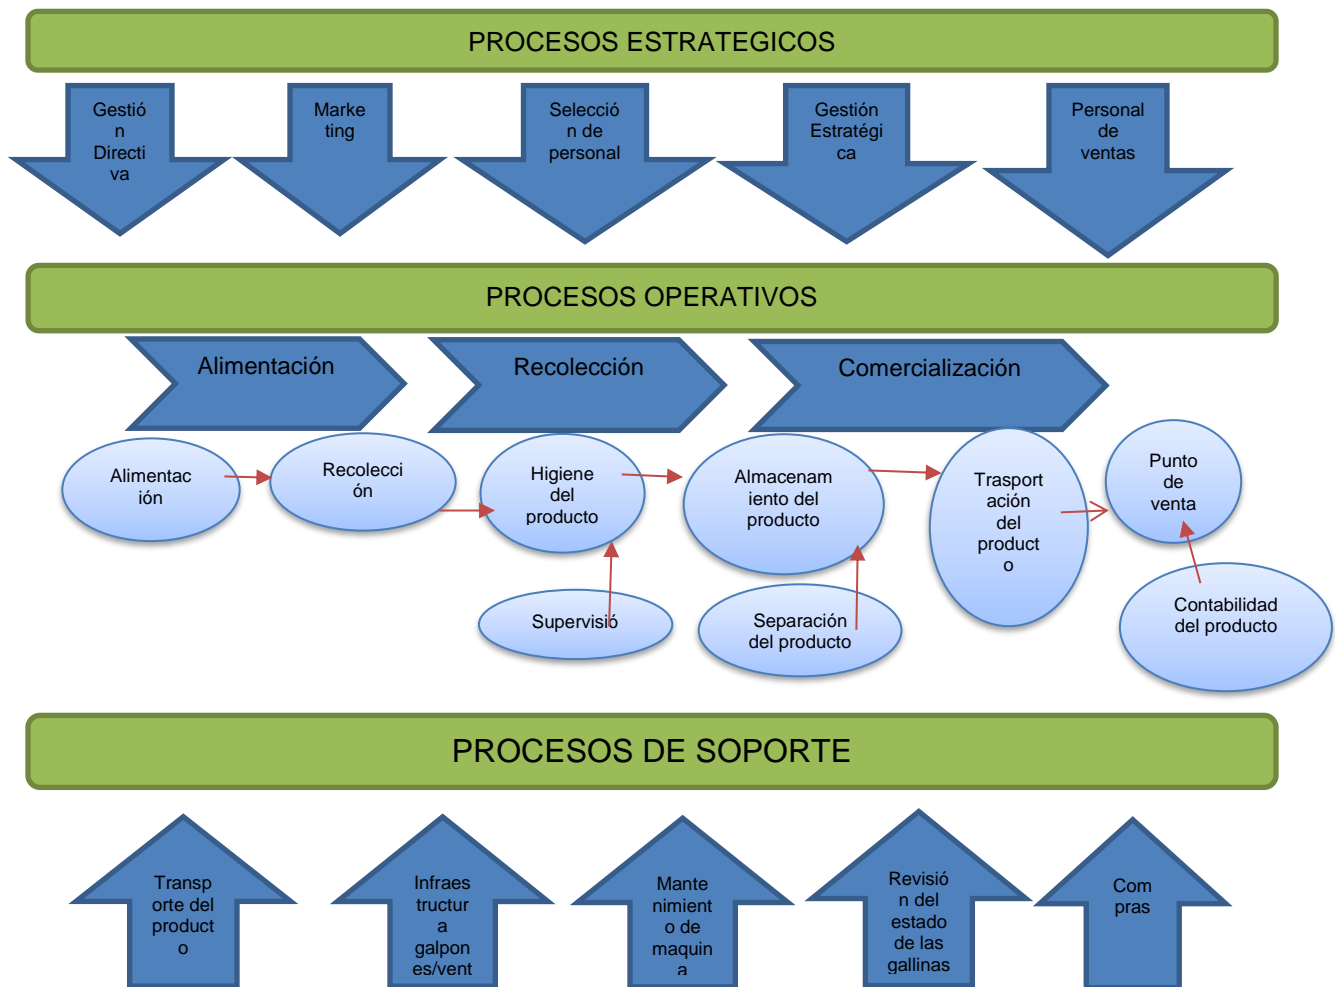 PROCESOS ESTRATEGICOS
Gestió
n
Directi
va
Marke
ting
Selecció
n de
personal
Gestión
Estratégi
ca
Personal
de
ventas
PROCESOS OPERATIVOS
Alimentación
Recolección
Comercialización
Alimentac
ión
Recolecci
ón
Higiene
del
producto
Almacenam
iento del
producto
Trasport
ación
del
product
o
Punto
de
venta
Supervisió
Separación
del producto
Contabilidad
del producto
PROCESOS DE SOPORTE
Transp
orte del
product
o
Infraes
tructur
a
galpon
es/vent
Mante
nimient
o de
maquin
a
Revisió
n del
estado
de las
gallinas
Com
pras